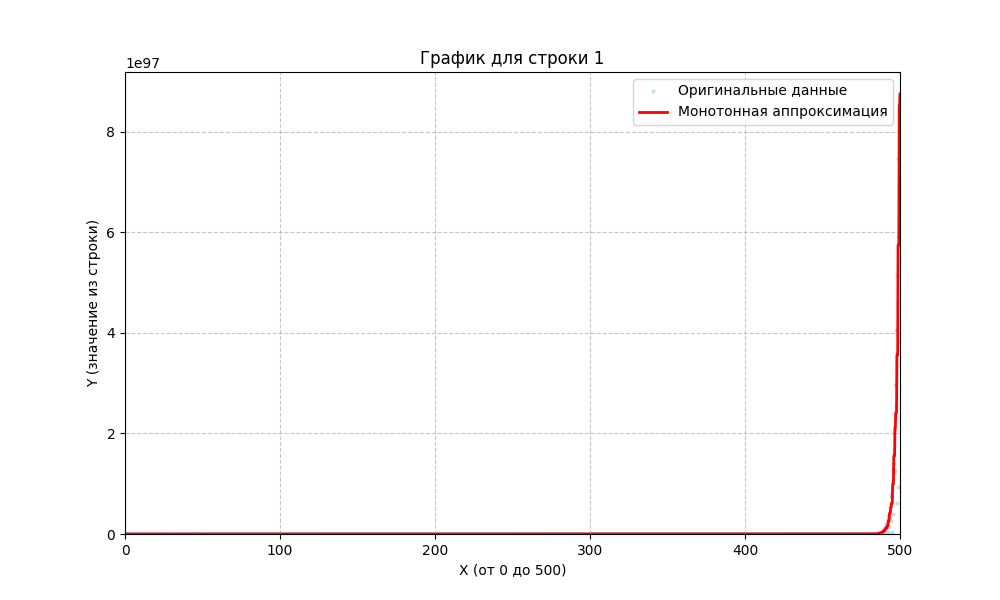 График для строки 1
1e97
Оригинальные данные
Монотонная аппроксимация
Y (значение из строки)
8
6
4
2
0
0 100 200 300 400 500
X (от 0 до 500)